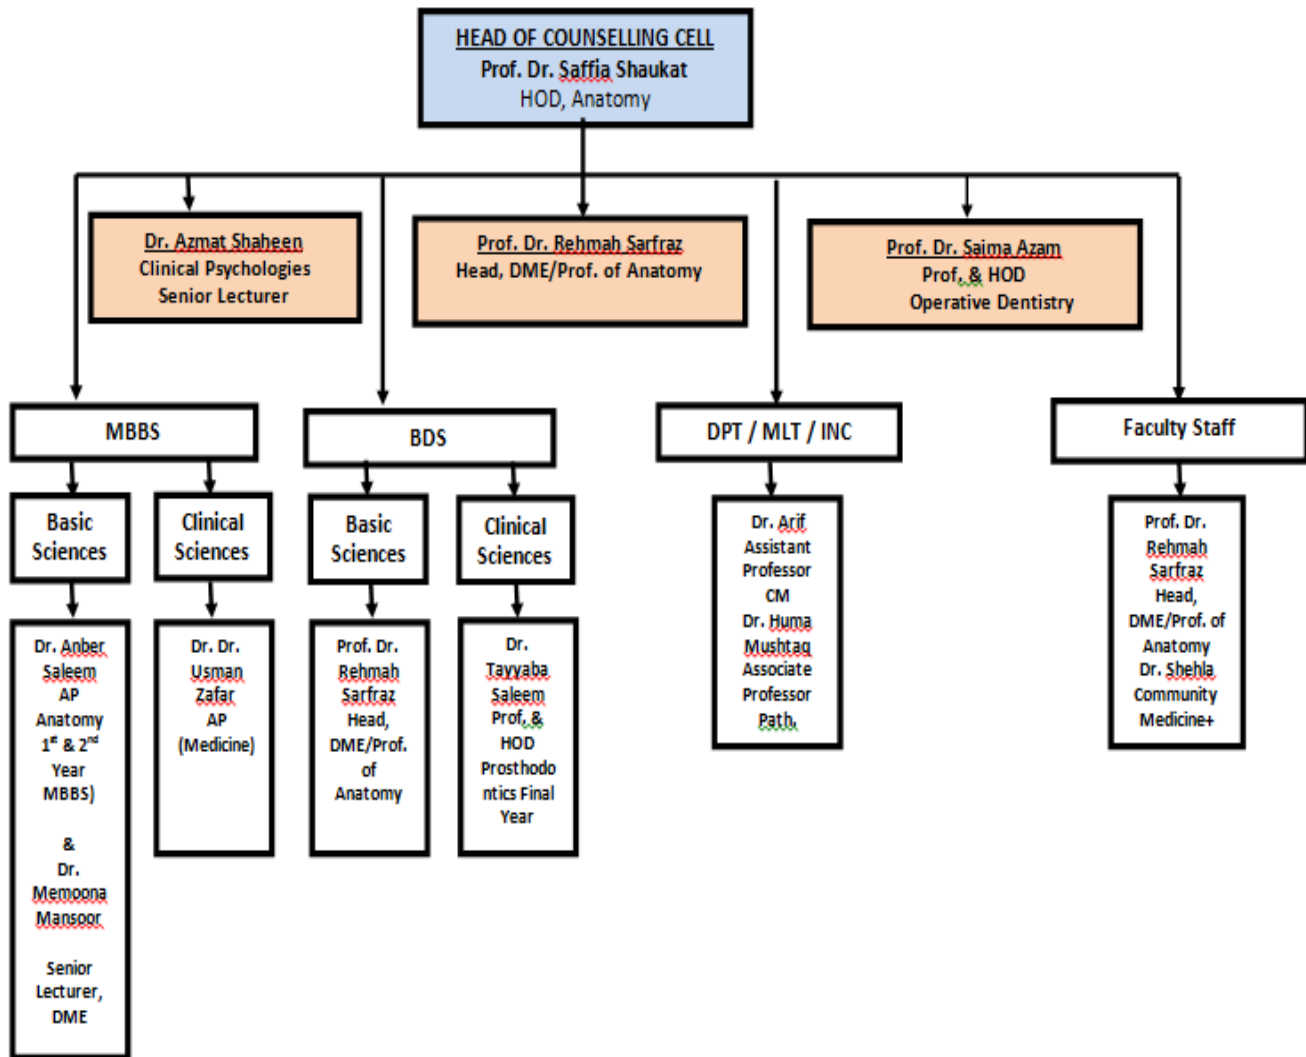 HEAD OF COUNSELLING CELL
Prof. Dr. Saffia Shaukat
HOD, Anatomy
Dr. Azmat Shaheen
Clinical Psychologies
Senior Lecturer
Prof. Dr. Rehmah Sarfraz
Head, DME/Prof. of Anatomy
Prof. Dr. Saima Azam
Prof. & HOD
Operative Dentistry
MBBS
BDS
DPT / MLT / INC
Faculty Staff
Basic
Sciences
Clinical
Sciences
Basic
Sciences
Clinical
Sciences
Dr. Anber
Saleem
AP
Anatomy
1st & 2nd
Year
MBBS)
&
Dr.
Memoona
Mansoor
Senior
Lecturer,
DME
Dr. Dr.
Usman
Zafar
AP
(Medicine)
Prof. Dr.
Rehmah
Sarfraz
Head,
DME/Prof.
of
Anatomy
Dr.
Tayyaba
Saleem
Prof. &
HOD
Prosthodo
ntics Final
Year
Dr. Arif
Assistant
Professor
CM
Dr. Huma
Mushtaq
Associate
Professor
Path.
Prof. Dr.
Rehmah
Sarfraz
Head,
DME/Prof. of
Anatomy
Dr. Shehla
Community
Medicine+